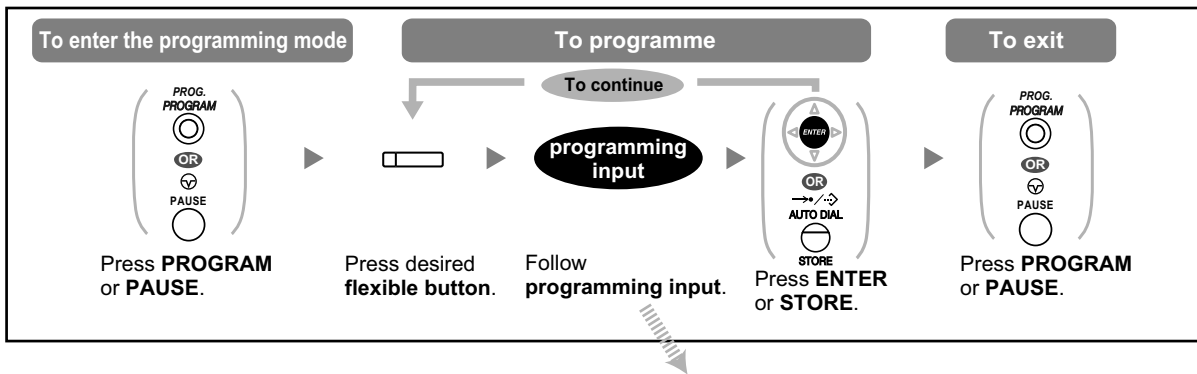 To enter the programming mode
To programme
To exit
To continue
PROG.
PROGRAM
OR
PAUSE
programming
input
ENTER
OR
AUTO DIAL
STORE
PROG.
PROGRAM
OR
PAUSE
Press PROGRAM
or PAUSE.
Press desired
flexible button.
Follow
programming input.
Press ENTER
or STORE.
Press PROGRAM
or PAUSE.